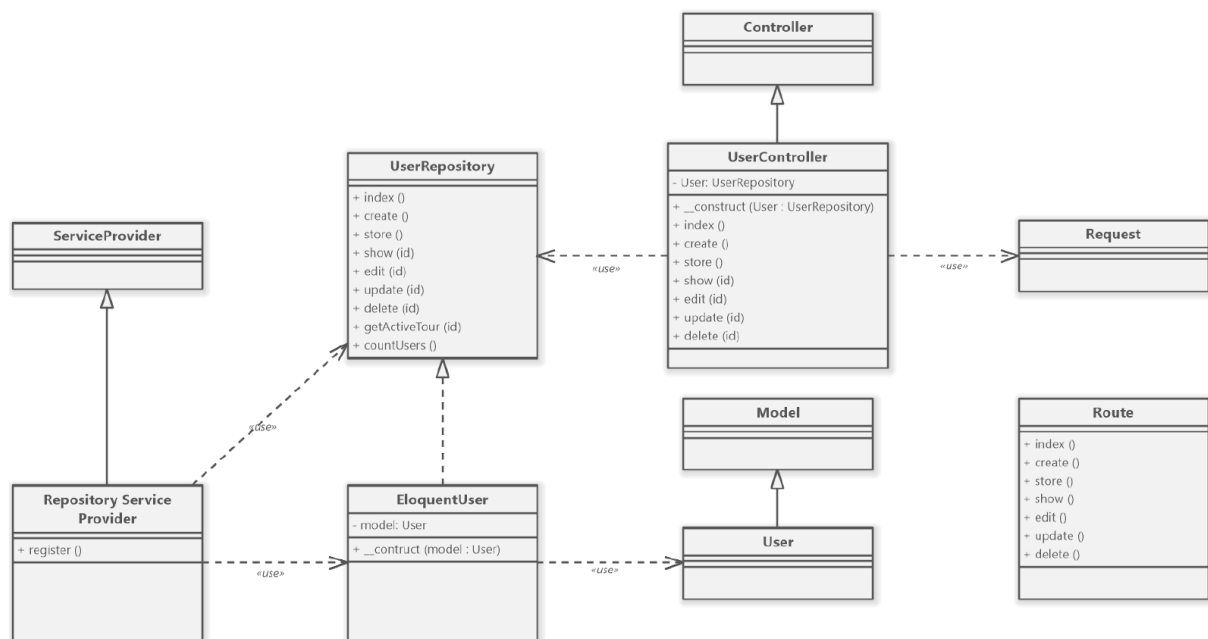 Controller
UserController
- User: UserRepository
+ __construct (User : UserRepository)
+ index ()
+ create ()
+ store ()
+ show (id)
+ edit (id)
+ update (id)
+ delete (id)
UserRepository
+ index ()
+ create ()
+ store ()
+ show (id)
+ edit (id)
+ update (id)
+ delete (id)
+ getActiveTour (id)
+ countUsers ()
ServiceProvider
Request
«use»
«use»
«use»
Model
Route
+ index ()
+ create ()
+ store ()
+ show ()
+ edit ()
+ update ()
+ delete ()
Repository Service
Provider
+ register ()
EloquentUser
- model: User
+ __contruct (model : User)
User
«use»
«use»